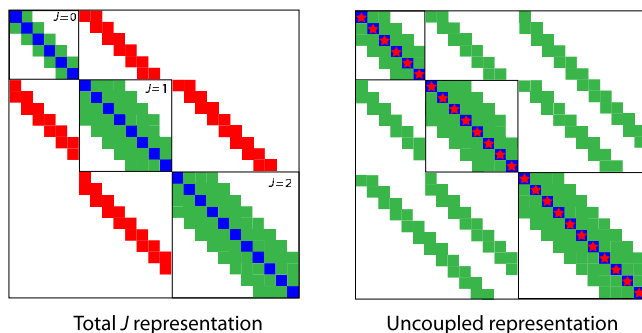 J=0
J=1
J=2
Total J representation
Uncoupled representation